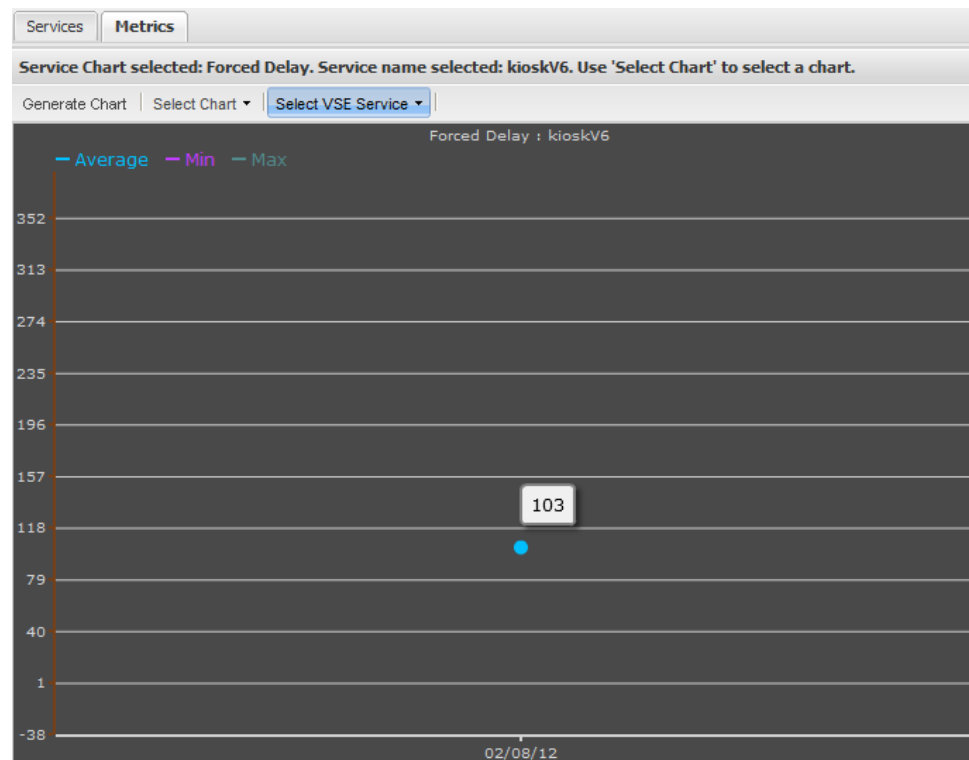 Services Metrics
Service Chart selected: Forced Delay. Service name selected: kioskV6. Use 'Select Chart' to select a chart.
Generate Chart Select Chart Select VSE Service
Forced Delay : kioskV6
Average Min Max
352
313
274
235
196
157
103
118
79
40
1
-38
02/08/12